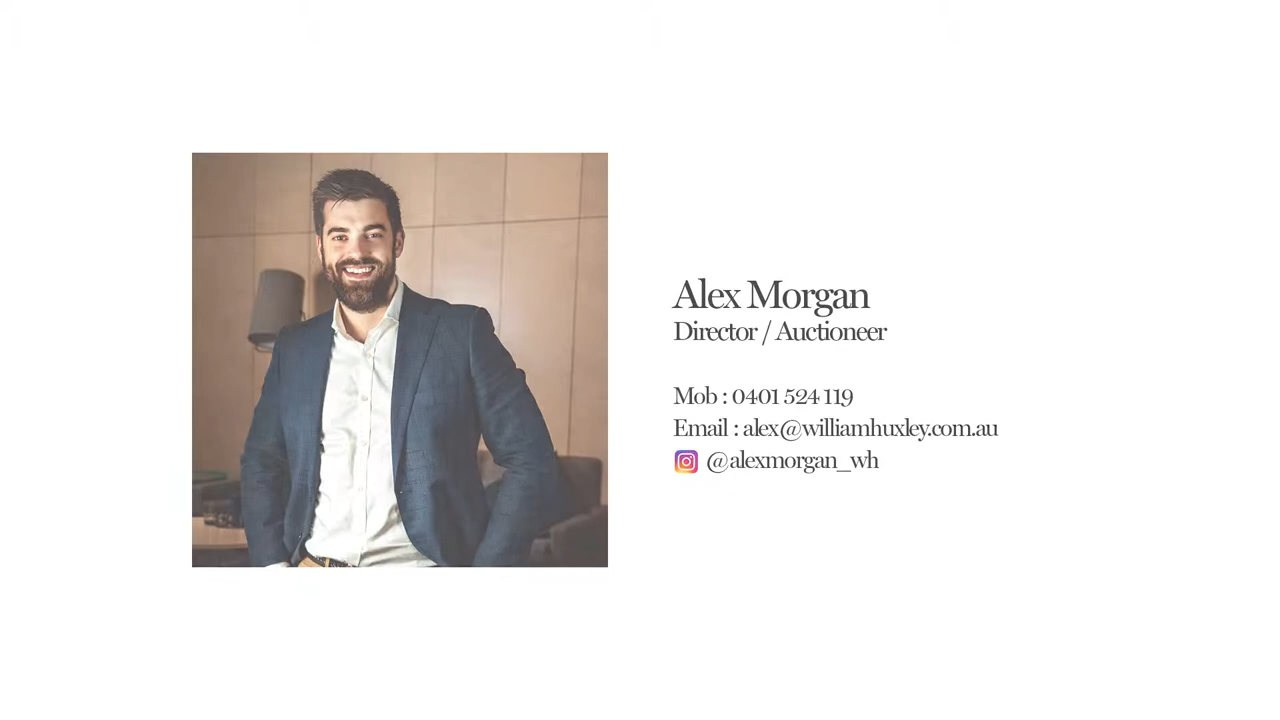 Alex Morgan
Director / Auctioneer
Mob : 0401 524 119
Email : alex@williamhuxley.com.au
@alexmorgan_wh